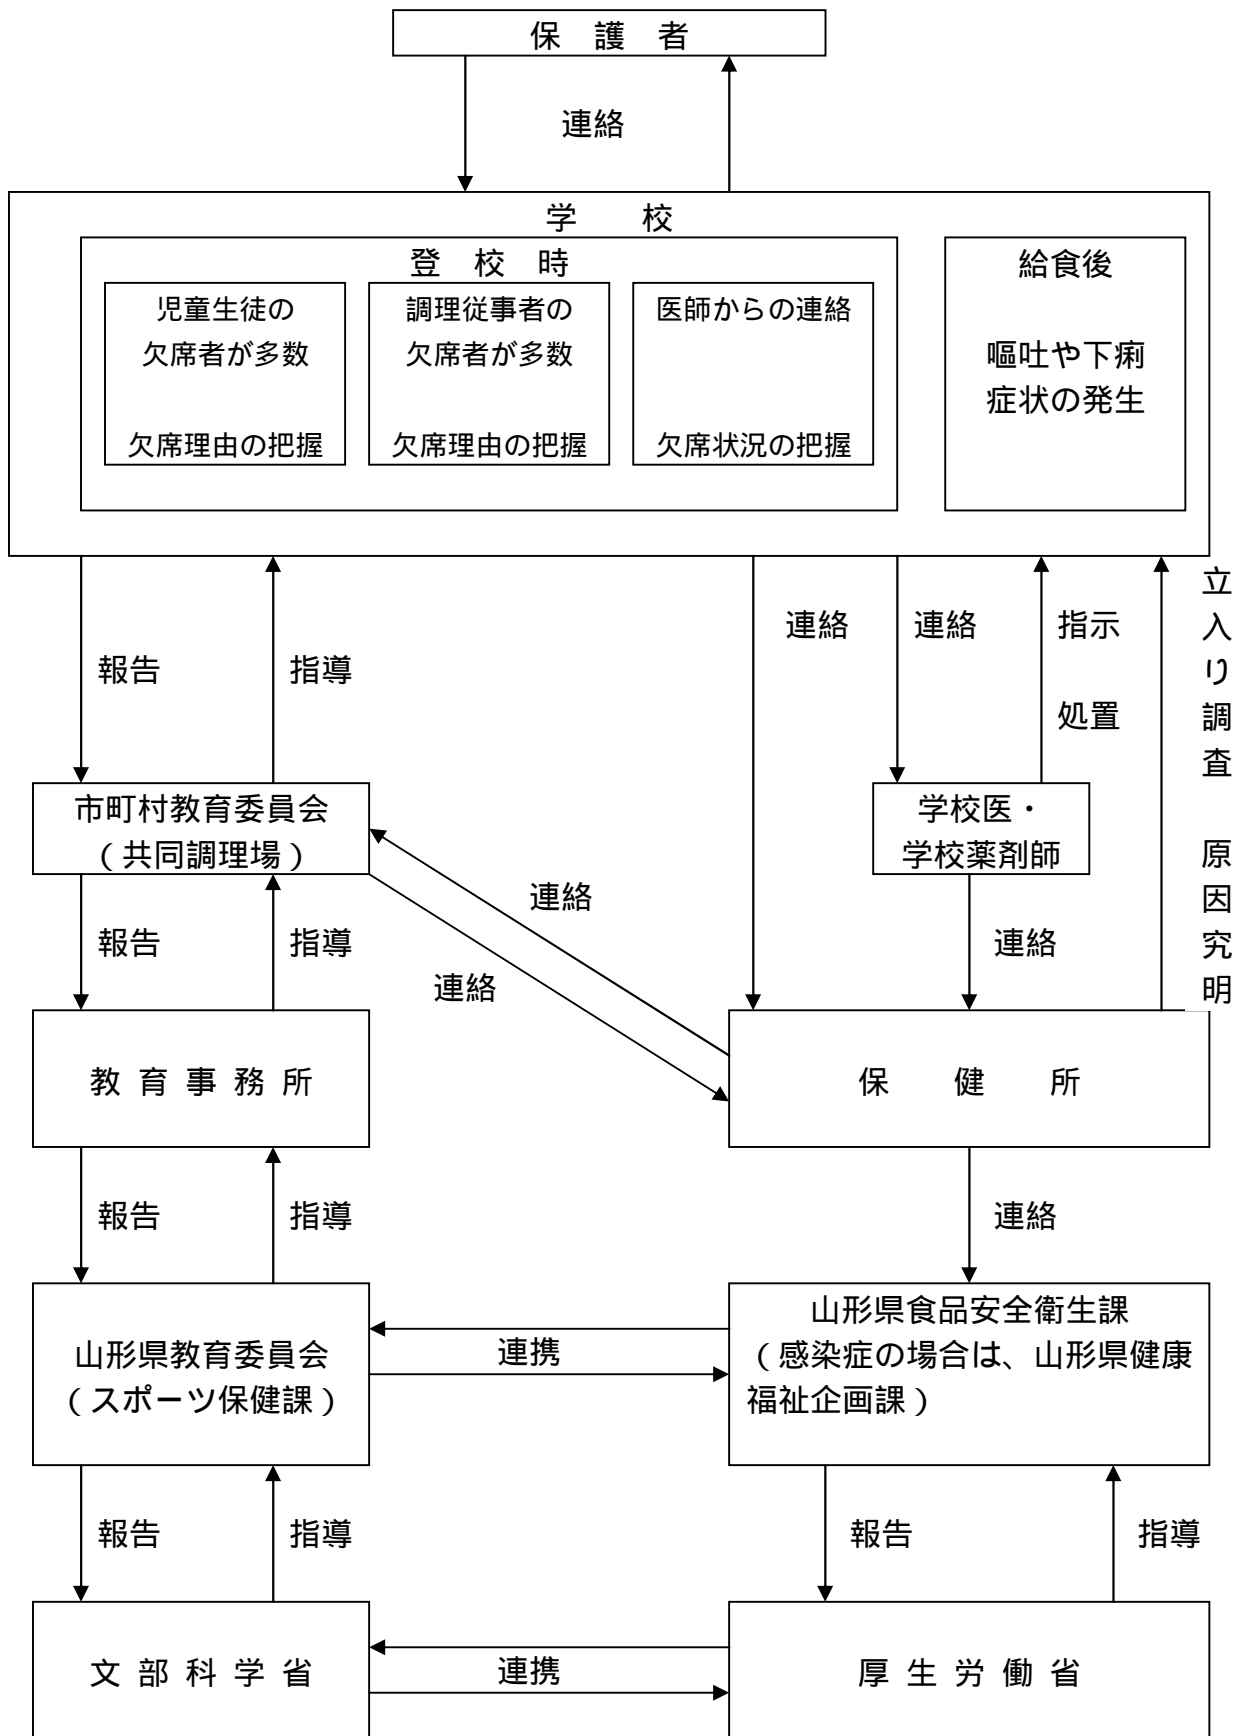 保　護　者
連絡
学　　校
登　校　時
児童生徒の
欠席者が多数
欠席理由の把握
調理従事者の
欠席者が多数
欠席理由の把握
医師からの連絡
欠席状況の把握
給食後
嘔吐や下痢
症状の発生
報告
指導
連絡
連絡
指示
処置
立入り調査　原因究明
市町村教育委員会
（共同調理場）
学校医・
学校薬剤師
報告
指導
連絡
連絡
連絡
教 育 事 務 所
保　　健　　所
報告
指導
連絡
山形県教育委員会
（スポーツ保健課）
連携
山形県食品安全衛生課
（感染症の場合は、山形県健康
福祉企画課）
報告
指導
報告
指導
文 部 科 学 省
連携
厚 生 労 働 省